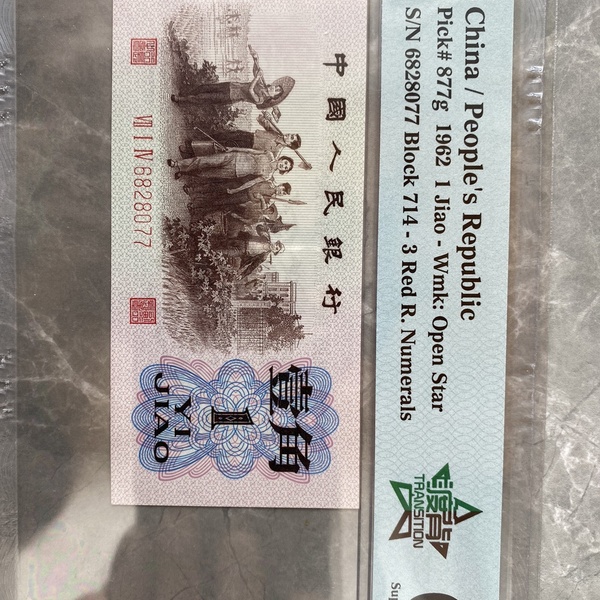 China / People's Republic
Pick# 877g 1962 1 Jiao - Wmk: Open Star
S/N 6828077 Block 714 - 3 Red R. Numerals
TRANSITION
Sup
中國人民銀行
VII I IV 6828077
壹角
1
YI
JIAO